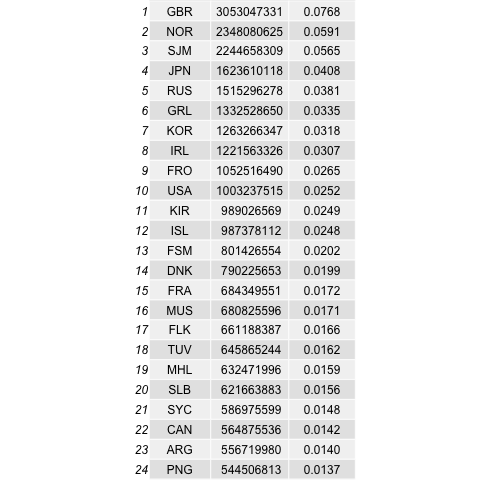 1 GBR 3053047331 0.0768
2 NOR 2348080625 0.0591
3 SJM 2244658309 0.0565
4 JPN 1623610118 0.0408
5 RUS 1515296278 0.0381
6 GRL 1332528650 0.0335
7 KOR 1263266347 0.0318
8 IRL 1221563326 0.0307
9 FRO 1052516490 0.0265
10 USA 1003237515 0.0252
11 KIR 989026569 0.0249
12 ISL 987378112 0.0248
13 FSM 801426554 0.0202
14 DNK 790225653 0.0199
15 FRA 684349551 0.0172
16 MUS 680825596 0.0171
17 FLK 661188387 0.0166
18 TUV 645865244 0.0162
19 MHL 632471996 0.0159
20 SLB 621663883 0.0156
21 SYC 586975599 0.0148
22 CAN 564875536 0.0142
23 ARG 556719980 0.0140
24 PNG 544506813 0.0137